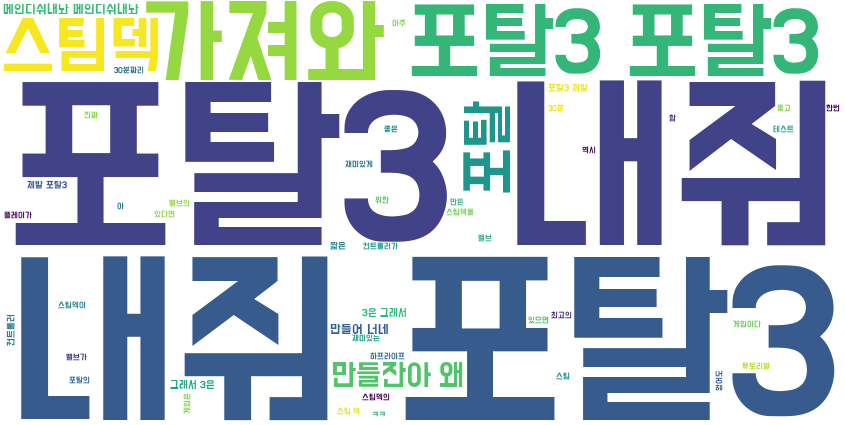 메인디쉬내놔 메인디쉬내놔
스팀덱
30분짜리
가져와
아주
포탈3 포탈3
포탈3
진짜
좋은
재미있게
제발 포탈3
위한
아
밸브의
있다면
플레이가
짧은
컨트롤러가
만든
스팀덱을
밸브
포탈
내줘
포탈3 제발
30분
역시
함
좋고
테스트
한번
내줘
컨트롤러
스팀덱이
밸브가
포탈의
그래서 3은
게임은
포탈3
3은 그래서
만들어 너네
재미있는
하프라이프
만들잔아 왜
스팀덱의
스팀 덱
ㅋㅋ
있으면
최고의
스팀
게임이다
튜토리얼